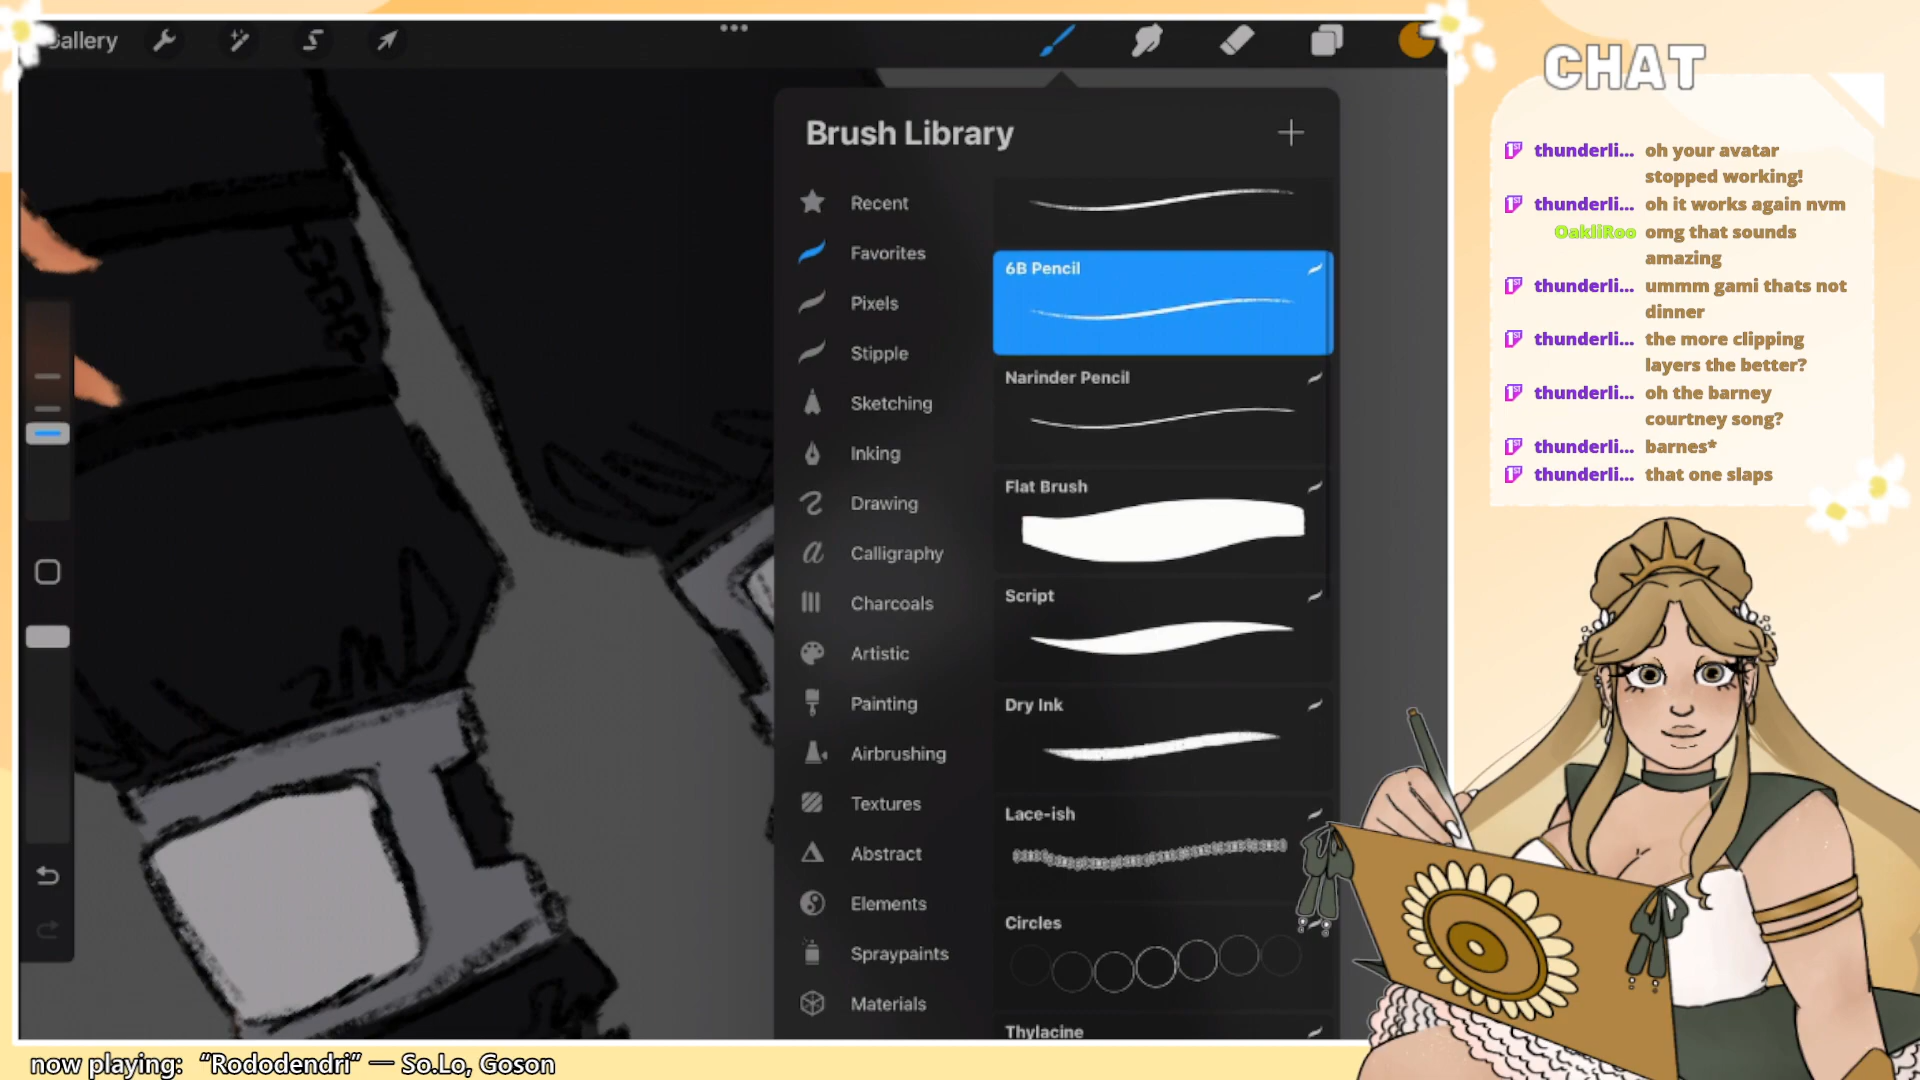 Gallery
Brush Library
Recent
Favorites
Pixels
Stipple
Sketching
Inking
Drawing
Calligraphy
Charcoals
Artistic
Painting
Airbrushing
Textures
Abstract
Elements
Spraypaints
Materials
6B Pencil
Narinder Pencil
Flat Brush
Script
Dry Ink
Lace-ish
Circles
Thylacine
CHAT
thunderli... oh your avatar
stopped working!
thunderli... oh it works again nvm
OakliRoo omg that sounds
amazing
thunderli... ummm gami thats not
dinner
thunderli... the more clipping
layers the better?
thunderli... oh the barney
courtney song?
thunderli... barnes*
thunderli... that one slaps
now playing: “Rododendri” — So.Lo, Goson